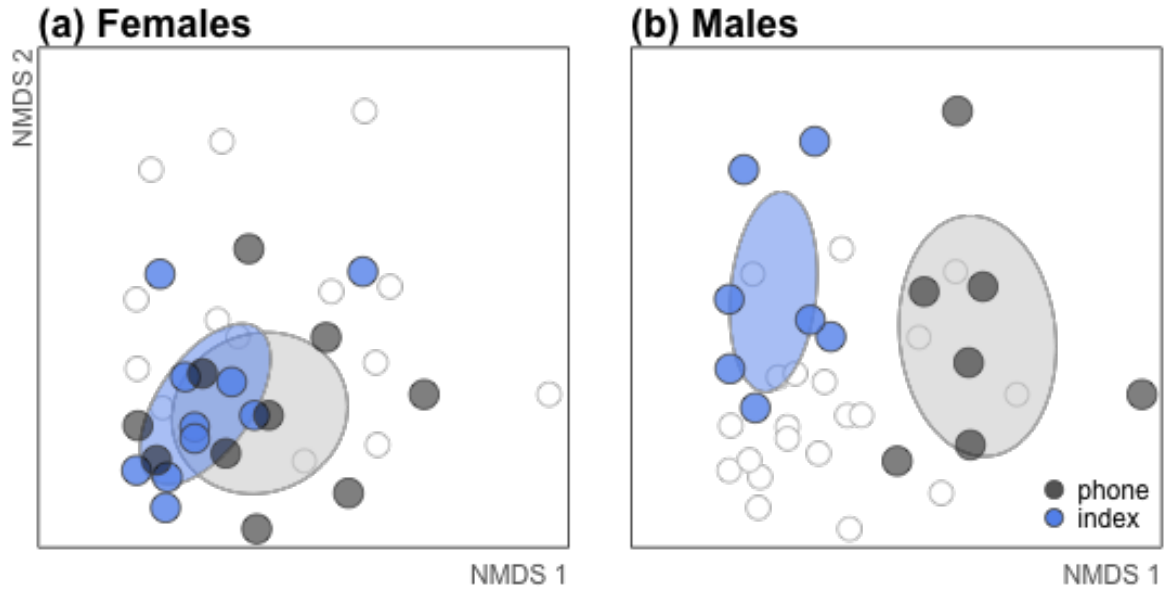 (a) Females
NMDS 2
NMDS 1
(b) Males
phone
index
NMDS 1